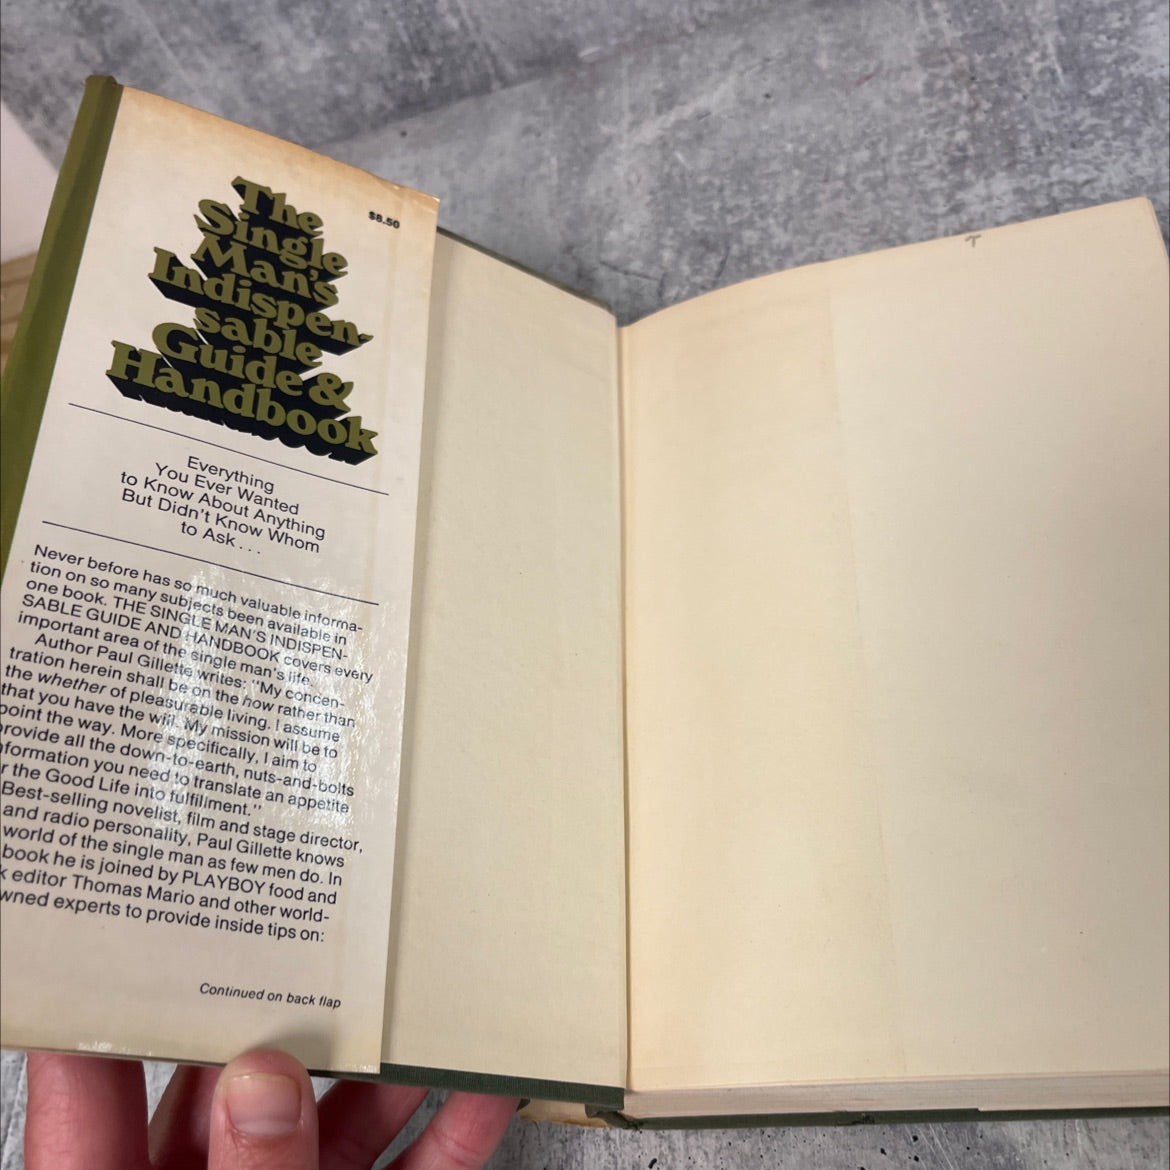 $8.50
The
Single
Man's
Indispen-
sable
Guide &
Handbook
Everything
You Ever Wanted
to Know About Anything
But Didn't Know Whom
to Ask...
Never before has so much valuable informa-
tion on so many subjects been available in
one book. THE SINGLE MAN'S INDISPEN-
SABLE GUIDE AND HANDBOOK covers every
important area of the single man's life.
Author Paul Gillette writes: "My concen-
tration herein shall be on the how rather than
the whether of pleasurable living. I assume
that you have the will. My mission will be to
point the way. More specifically, I aim to
provide all the down-to-earth, nuts-and-bolts
nformation you need to translate an appetite
r the Good Life into fulfillment."
Best-selling novelist, film and stage director,
and radio personality, Paul Gillette knows
world of the single man as few men do. In
book he is joined by PLAYBOY food and
k editor Thomas Mario and other world-
wned experts to provide inside tips on:
Continued on back flap